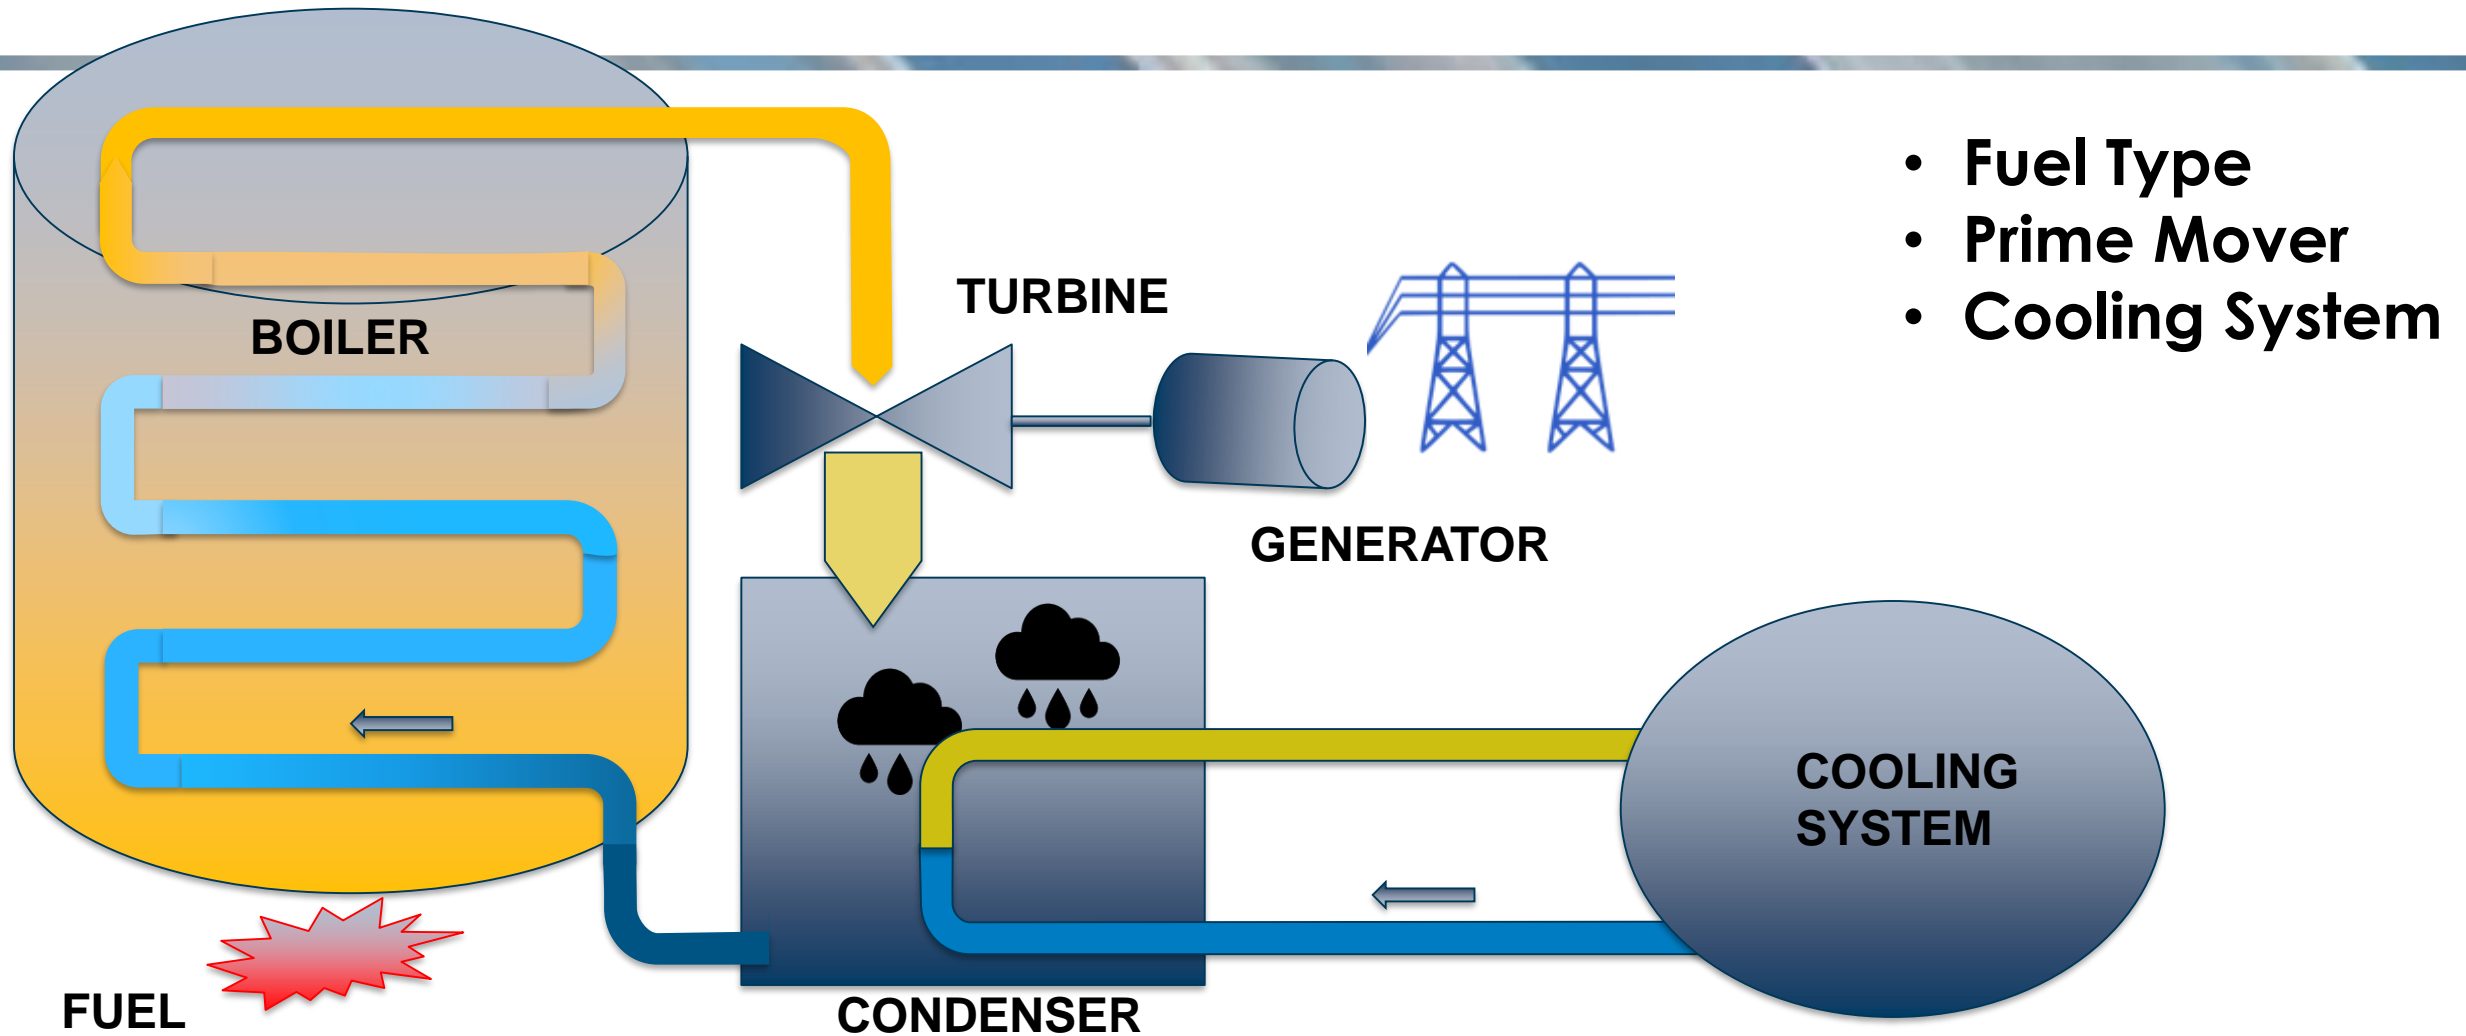 • Fuel Type
• Prime Mover
• Cooling System
TURBINE
BOILER
GENERATOR
COOLING
SYSTEM
FUEL
CONDENSER